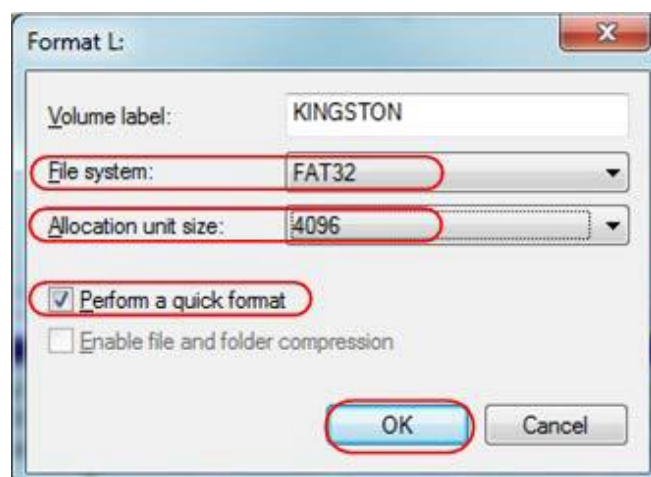 Format L:
Volume label: KINGSTON
File system: FAT32
Allocation unit size: 4096
Perform a quick format
Enable file and folder compression
OK Cancel